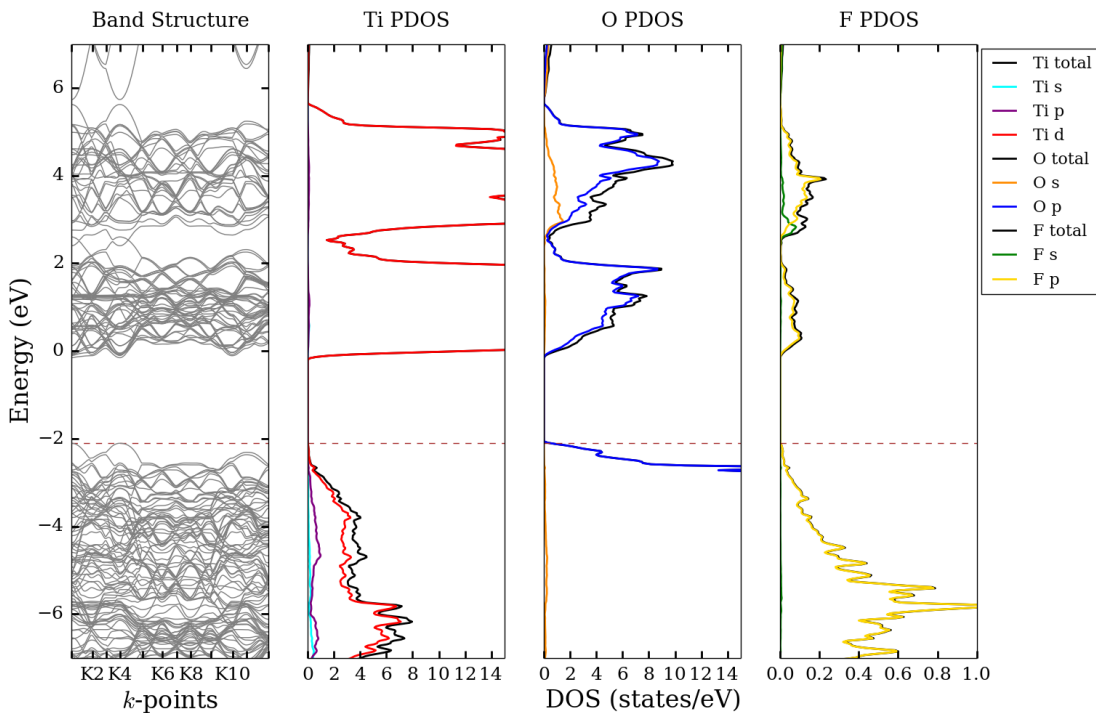 Band Structure
Ti PDOS
O PDOS
F PDOS
Energy (eV)
6
4
2
0
−2
−4
−6
K2 K4 K6 K8 K10
k-points
0 2 4 6 8 10 12 14
0 2 4 6 8 10 12 14
DOS (states/eV)
0.0 0.2 0.4 0.6 0.8 1.0
Ti total
Ti s
Ti p
Ti d
O total
O s
O p
F total
F s
F p